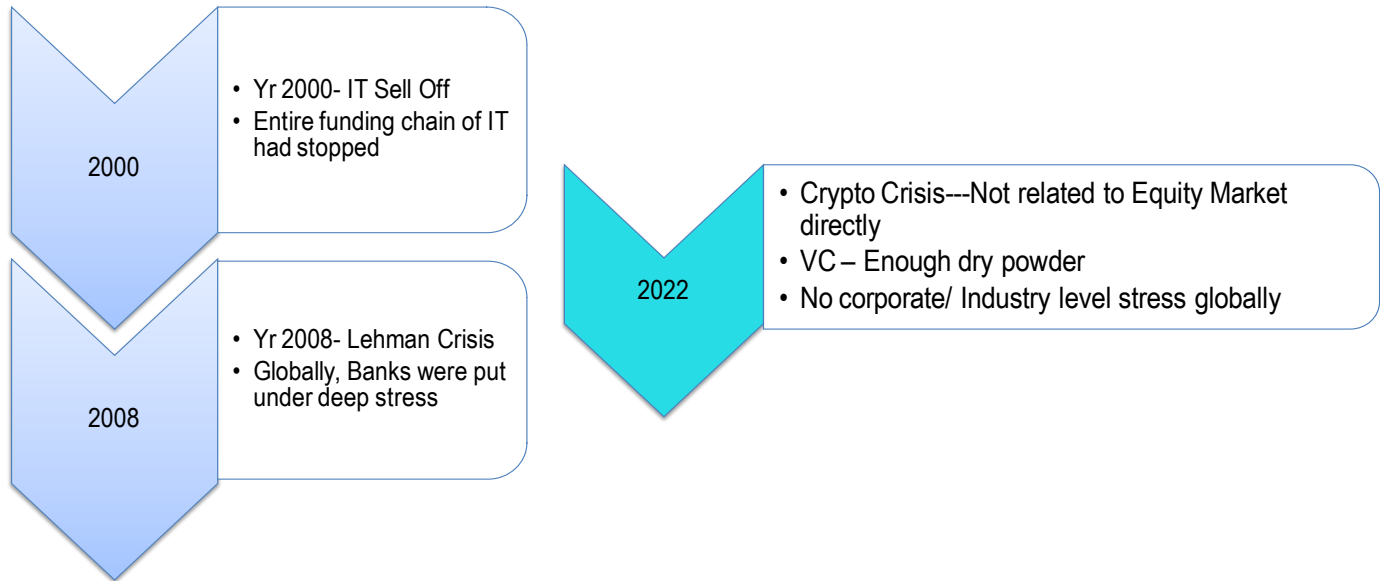 2000
• Yr 2000- IT Sell Off
• Entire funding chain of IT
had stopped
2008
• Yr 2008- Lehman Crisis
• Globally, Banks were put
under deep stress
2022
• Crypto Crisis---Not related to Equity Market
directly
• VC – Enough dry powder
• No corporate/ Industry level stress globally